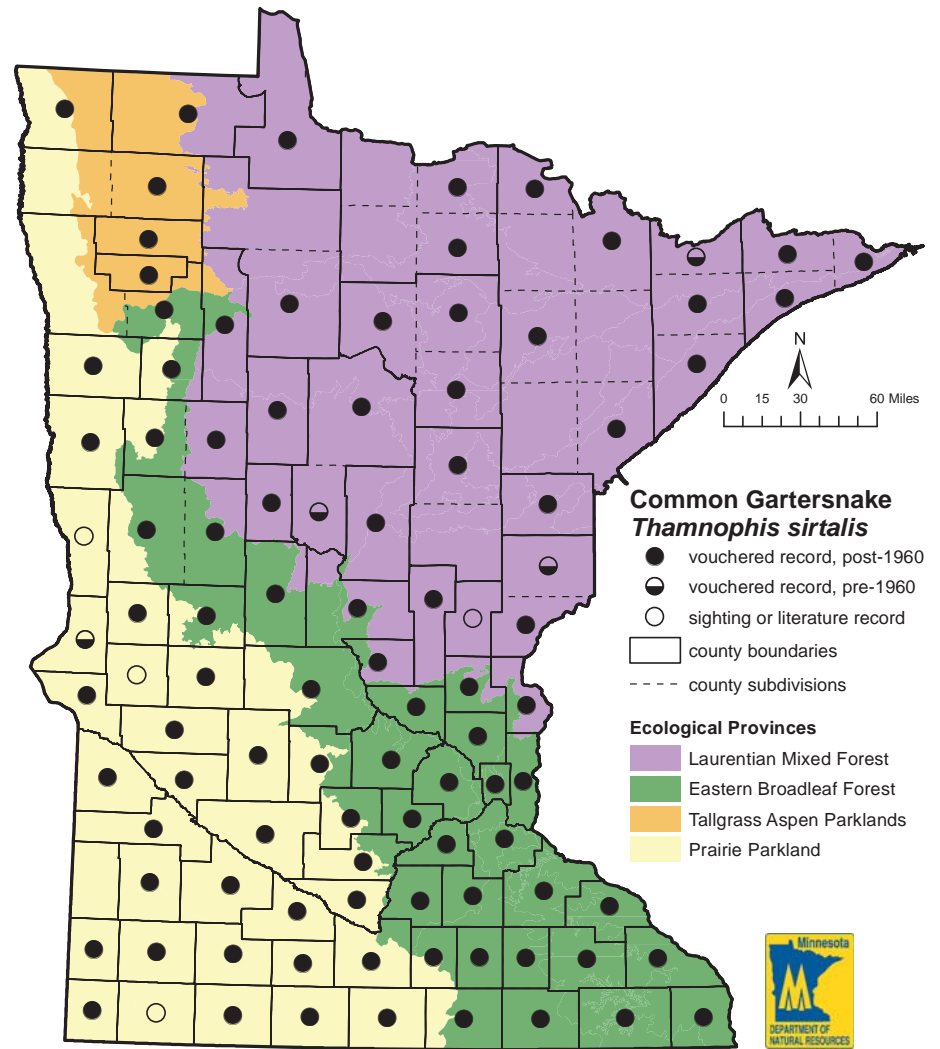 N
0 15 30 60 Miles
Common Gartersnake
Thamnophis sirtalis
vouchered record, post-1960
vouchered record, pre-1960
sighting or literature record
county boundaries
county subdivisions
Ecological Provinces
Laurentian Mixed Forest
Eastern Broadleaf Forest
Tallgrass Aspen Parklands
Prairie Parkland
Minnesota
M
DEPARTMENT OF
NATURAL RESOURCES